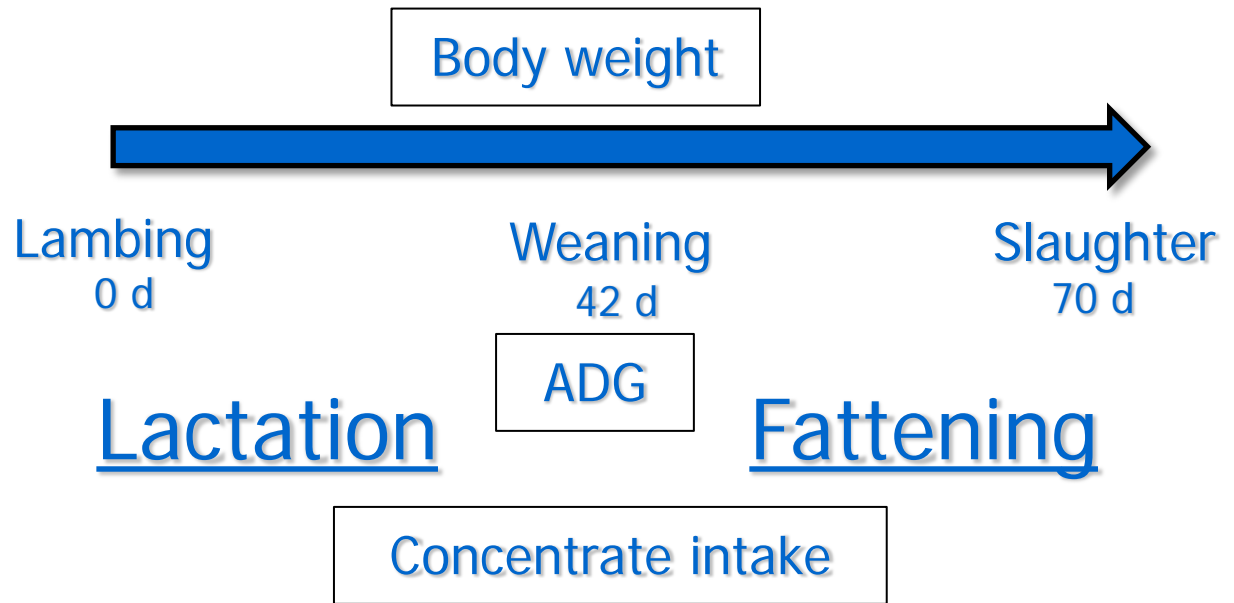 Body weight
Lambing
0 d
Weaning
42 d
Slaughter
70 d
ADG
Lactation
Fattening
Concentrate intake